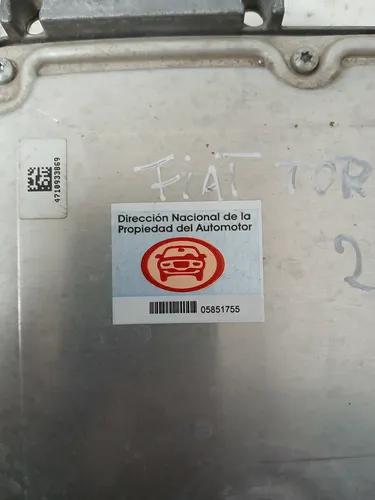 4710933869
FIAT TOR
Dirección Nacional de la
Propiedad del Automotor
2
05851755